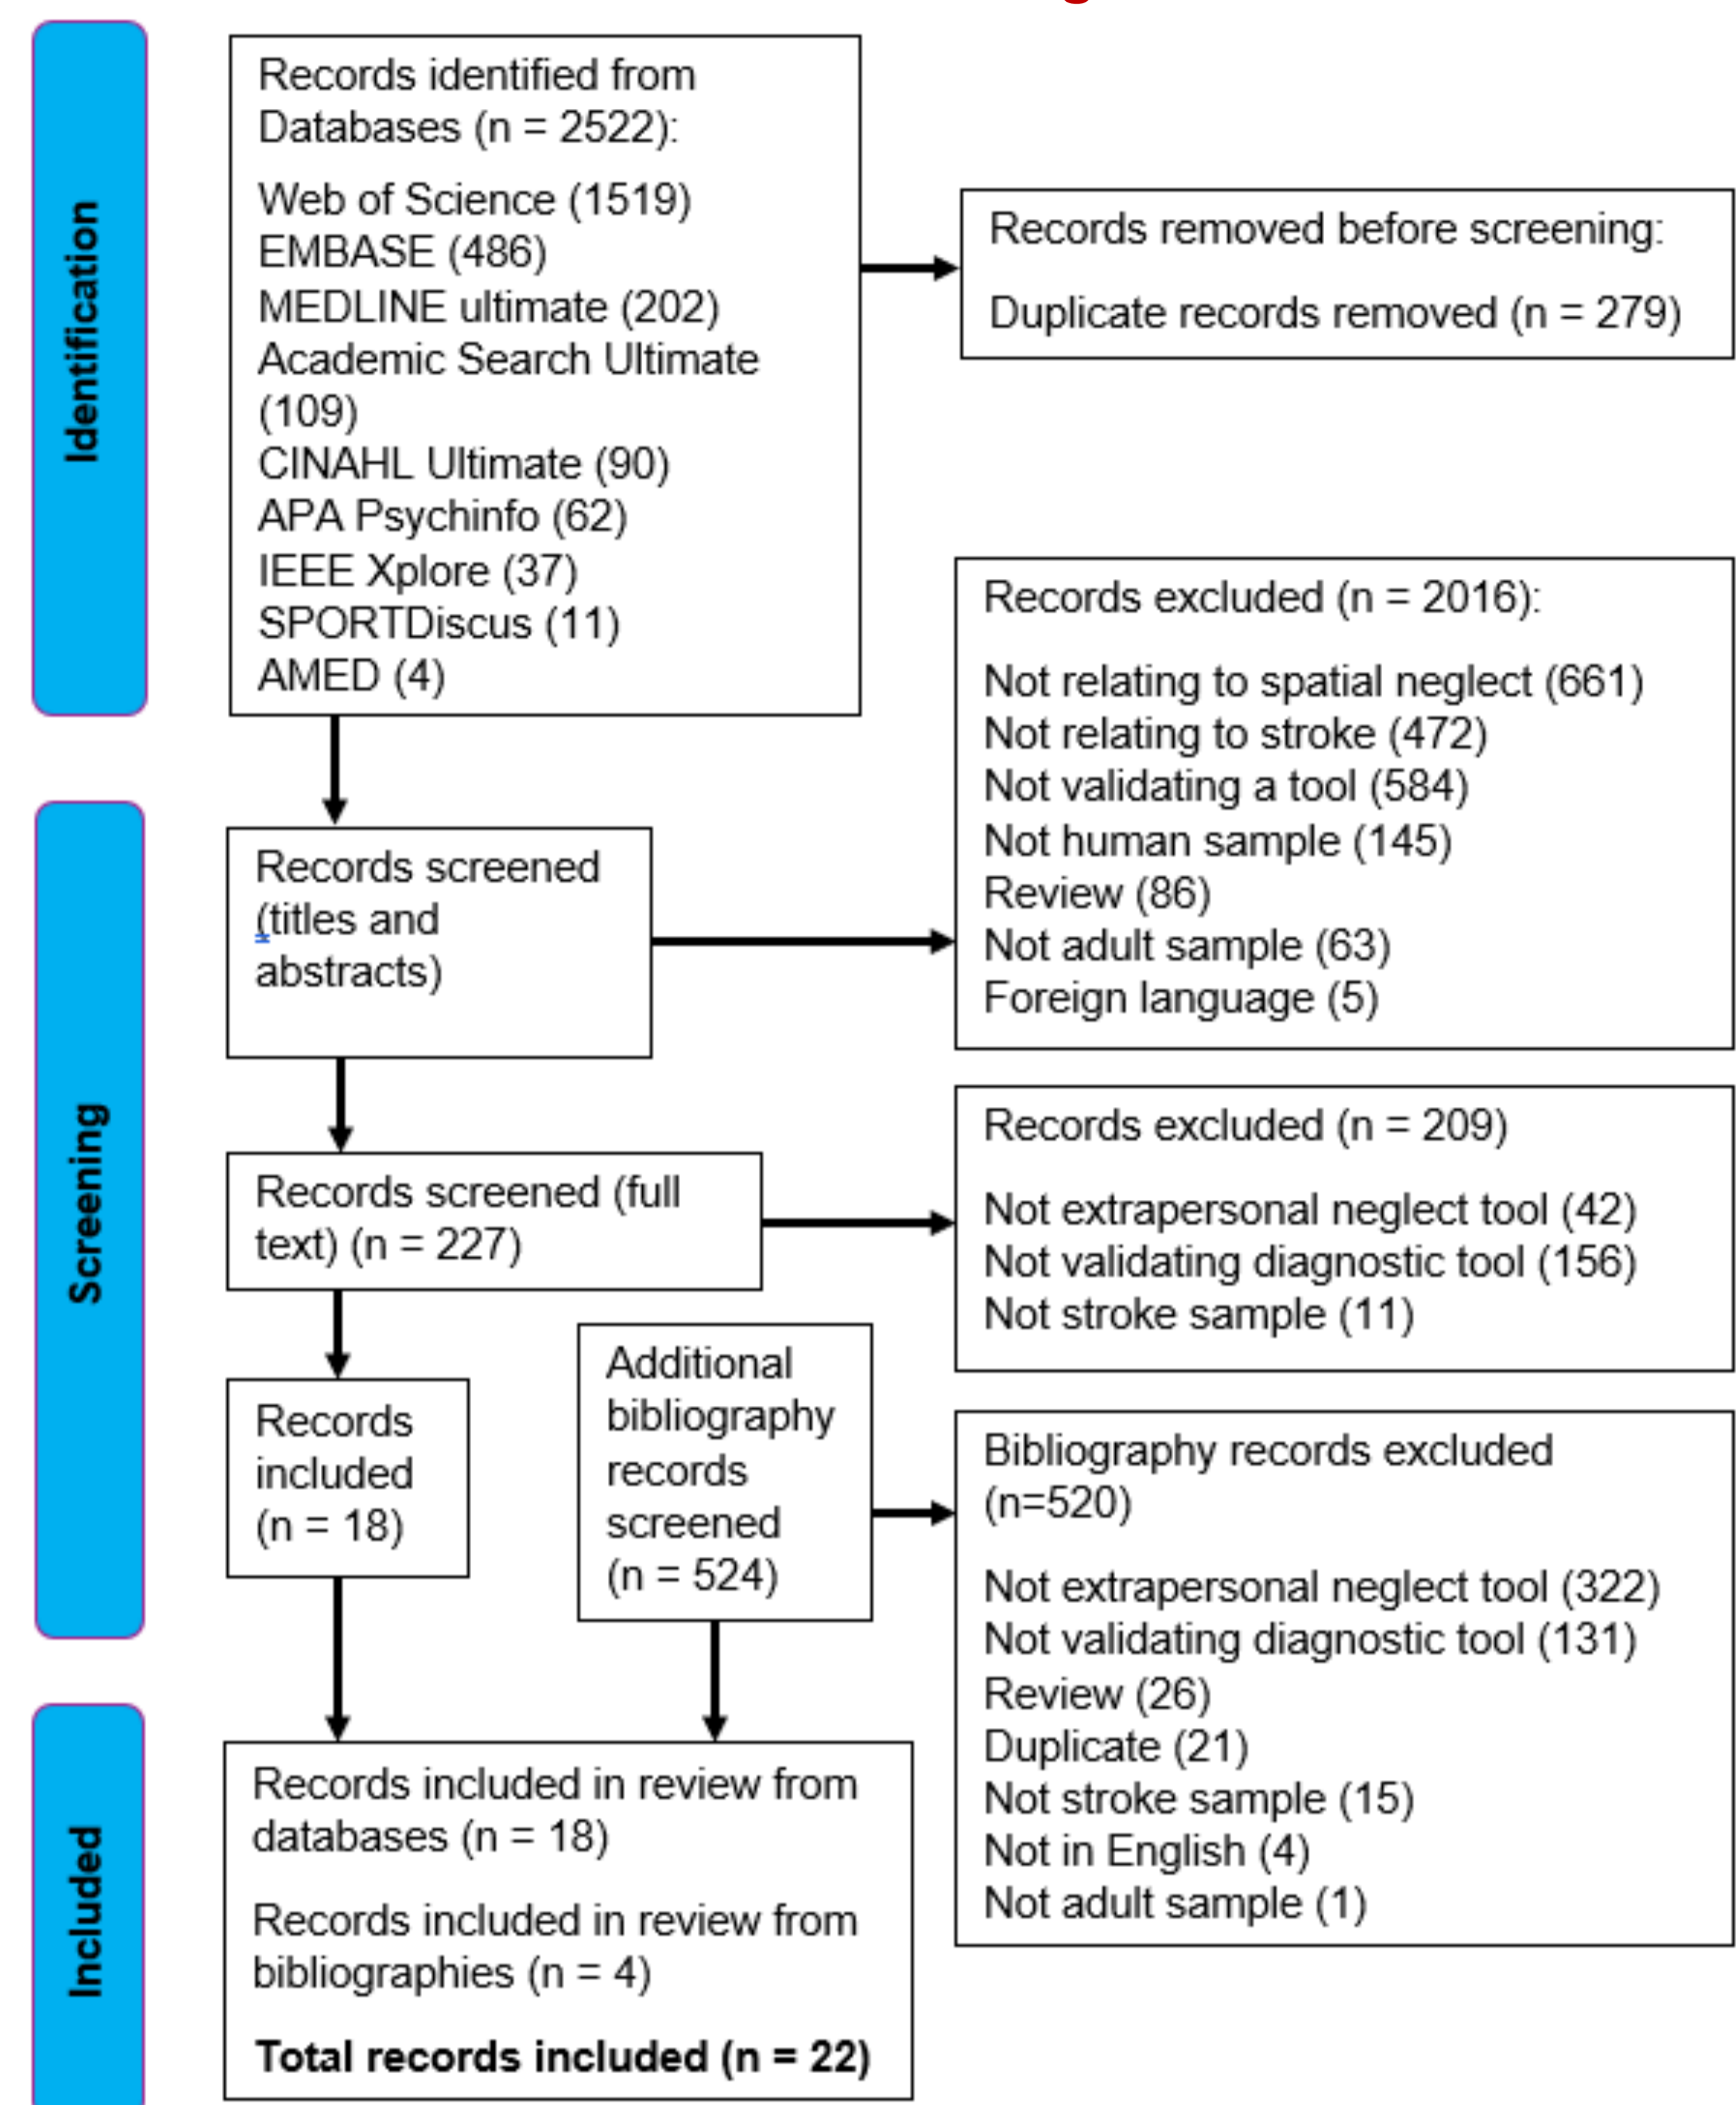 Identification
Records identified from
Databases (n = 2522):
Web of Science (1519)
EMBASE (486)
MEDLINE ultimate (202)
Academic Search Ultimate
(109)
CINAHL Ultimate (90)
APA Psychinfo (62)
IEEE Xplore (37)
SPORTDiscus (11)
AMED (4)
Records removed before screening:
Duplicate records removed (n = 279)
Screening
Records screened
(titles and
abstracts)
Records excluded (n = 2016):
Not relating to spatial neglect (661)
Not relating to stroke (472)
Not validating a tool (584)
Not human sample (145)
Review (86)
Not adult sample (63)
Foreign language (5)
Records screened (full
text) (n = 227)
Records excluded (n = 209)
Not extrapersonal neglect tool (42)
Not validating diagnostic tool (156)
Not stroke sample (11)
Records
included
(n = 18)
Additional
bibliography
records
screened
(n = 524)
Bibliography records excluded
(n=520)
Not extrapersonal neglect tool (322)
Not validating diagnostic tool (131)
Review (26)
Duplicate (21)
Not stroke sample (15)
Not in English (4)
Not adult sample (1)
Included
Records included in review from
databases (n = 18)
Records included in review from
bibliographies (n = 4)
Total records included (n = 22)